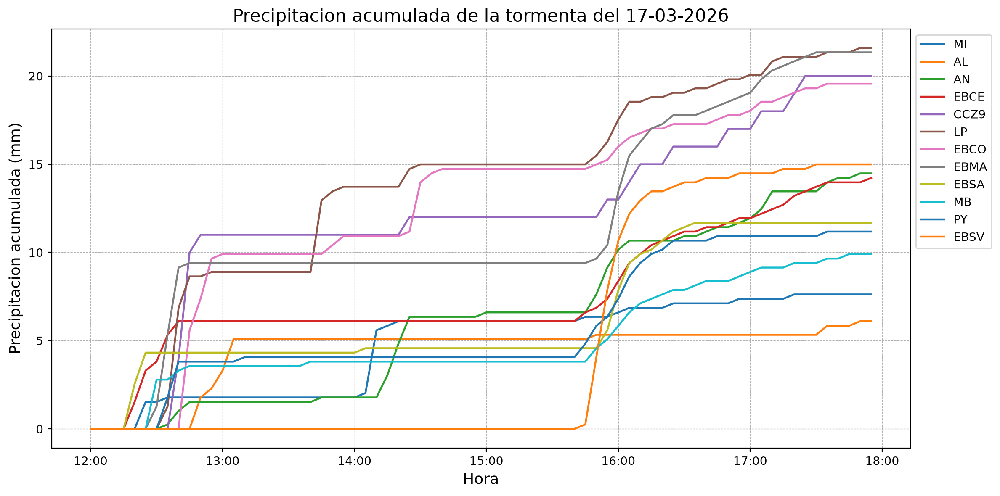 Precipitacion acumulada de la tormenta del 17-03-2026
Precipitacion acumulada (mm)
20
15
10
5
0
12:00 13:00 14:00 15:00 16:00 17:00 18:00
Hora
MI
AL
AN
EBCE
CCZ9
LP
EBCO
EBMA
EBSA
MB
PY
EBSV